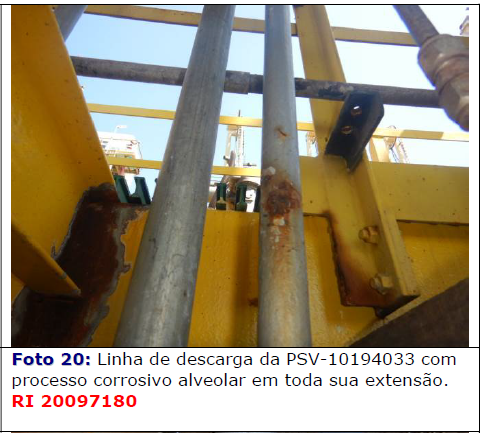 Foto 20: Linha de descarga da PSV-10194033 com
processo corrosivo alveolar em toda sua extensão.
RI 20097180